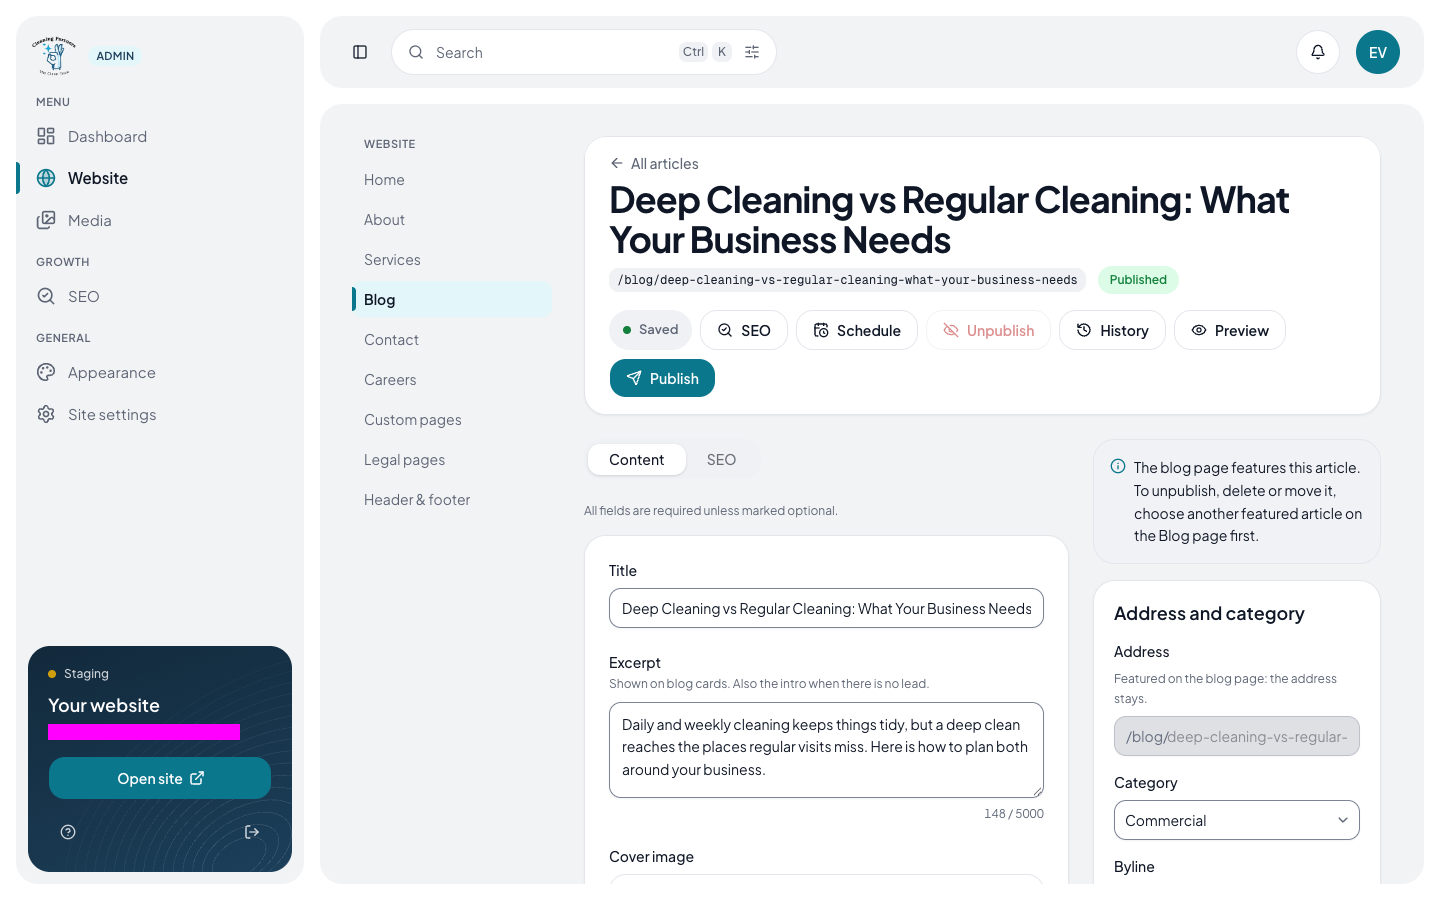 Cleaning Partners
The Clean Team
ADMIN
MENU
Dashboard
Website
Media
GROWTH
SEO
GENERAL
Appearance
Site settings
Staging
Your website
Open site
Search
Ctrl
K
EV
WEBSITE
Home
About
Services
Blog
Contact
Careers
Custom pages
Legal pages
Header & footer
All articles
Deep Cleaning vs Regular Cleaning: What
Your Business Needs
/blog/deep-cleaning-vs-regular-cleaning-what-your-business-needs
Published
Saved
SEO
Schedule
Unpublish
History
Preview
Publish
Content
SEO
All fields are required unless marked optional.
Title
Deep Cleaning vs Regular Cleaning: What Your Business Needs
Excerpt
Shown on blog cards. Also the intro when there is no lead.
Daily and weekly cleaning keeps things tidy, but a deep clean
reaches the places regular visits miss. Here is how to plan both
around your business.
148 / 5000
Cover image
The blog page features this article.
To unpublish, delete or move it,
choose another featured article on
the Blog page first.
Address and category
Address
Featured on the blog page: the address
stays.
/blog/deep-cleaning-vs-regular-
Category
Commercial
Byline